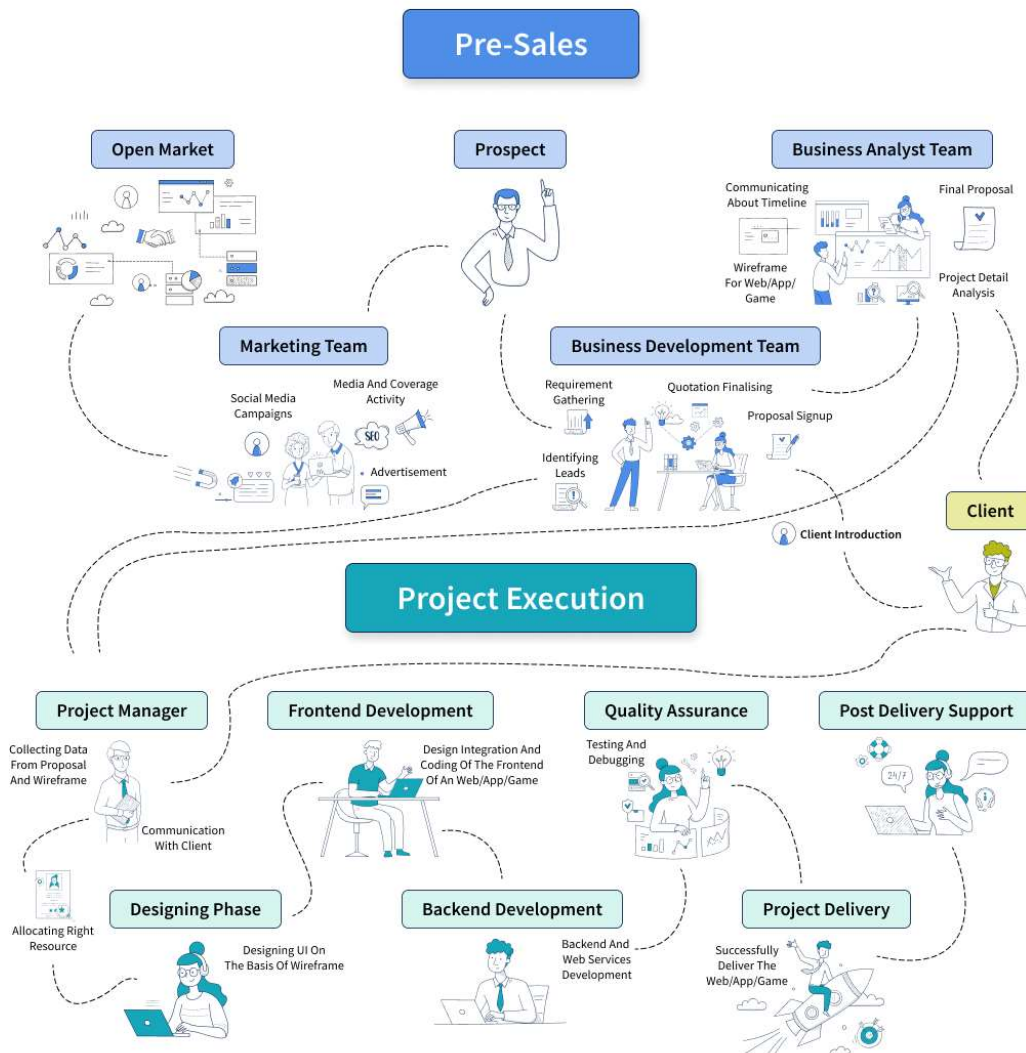 Pre-Sales
Open Market
Prospect
Business Analyst Team
Communicating
About Timeline
Final Proposal
Wireframe
For Web/App/
Game
Project Detail
Analysis
Marketing Team
Social Media
Campaigns
Media And Coverage
Activity
SEO
Advertisement
Business Development Team
Requirement
Gathering
Quotation Finalising
Proposal Signup
Identifying
Leads
Client
Client Introduction
Project Execution
Project Manager
Collecting Data
From Proposal
And Wireframe
Communication
With Client
Allocating Right
Resource
Frontend Development
Design Integration And
Coding Of The Frontend
Of An Web/App/Game
Quality Assurance
Testing And
Debugging
Post Delivery Support
24/7
Designing Phase
Designing UI On
The Basis Of Wireframe
Backend Development
Backend And
Web Services
Development
Project Delivery
Successfully
Deliver The
Web/App/Game